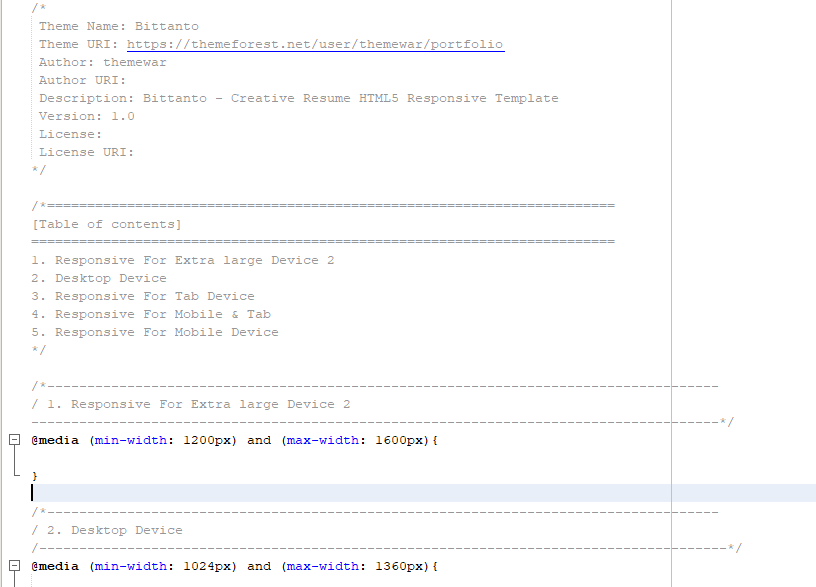 /*
Theme Name: Bittanto
Theme URI: https://themeforest.net/user/themewar/portfolio
Author: themewar
Author URI:
Description: Bittanto - Creative Resume HTML5 Responsive Template
Version: 1.0
License:
License URI:
*/
/*=======================================================================
[Table of contents]
=========================================================================
1. Responsive For Extra large Device 2
2. Desktop Device
3. Responsive For Tab Device
4. Responsive For Mobile & Tab
5. Responsive For Mobile Device
*/
/*------------------------------------------------------------------------------------
/ 1. Responsive For Extra large Device 2
--------------------------------------------------------------------------------------*/
@media (min-width: 1200px) and (max-width: 1600px){
}
/*------------------------------------------------------------------------------------
/ 2. Desktop Device
/--------------------------------------------------------------------------------------*/
@media (min-width: 1024px) and (max-width: 1360px){